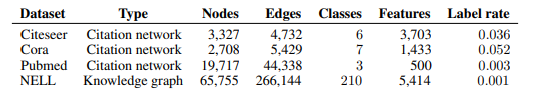 Dataset Type Nodes Edges Classes Features Label rate
Citeseer Citation network 3,327 4,732 6 3,703 0.036
Cora Citation network 2,708 5,429 7 1,433 0.052
Pubmed Citation network 19,717 44,338 3 500 0.003
NELL Knowledge graph 65,755 266,144 210 5,414 0.001